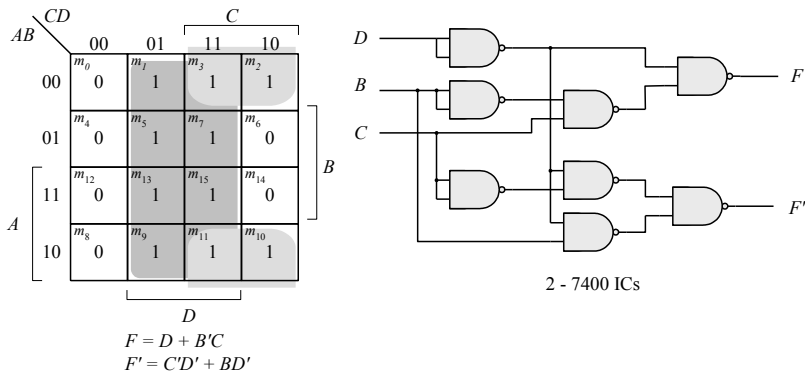 C
CD
AB
00 01 11 10
m0 m1 m3 m2
00 0 1 1 1
m4 m5 m7 m6
01 0 1 1 0
B
m12 m13 m15 m14
11 0 1 1 0
A
m8 m9 m11 m10
10 0 1 1 1
D
F = D + B'C
F' = C'D' + BD'
D
F
B
C
F'
2 - 7400 ICs